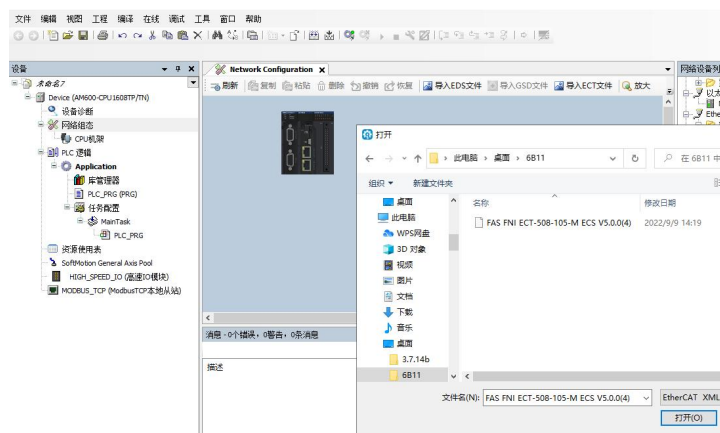 文件 编辑 视图 工程 编译 在线 调试 工具 窗口 帮助
设备
未命名7
Device (AM600-CPU1608TP/TN)
设备诊断
网络组态
CPU机架
PLC 逻辑
Application
库管理器
PLC_PRG (PRG)
任务配置
MainTask
PLC_PRG
资源使用表
SoftMotion General Axis Pool
HIGH_SPEED_IO (高速IO模块)
MODBUS_TCP (ModbusTCP本地从站)
Network Configuration
刷新 复制 粘贴 删除 撤销 恢复 导入EDS文件 导入GSD文件 导入ECT文件 放大
消息 - 0个错误, 0警告, 0条消息
描述
网络设备列
以太
Ethe
打开
此电脑 › 桌面 › 6B11
在 6B11 中
组织 新建文件夹
名称 修改日期
FAS FNI ECT-508-105-M ECS V5.0.0(4) 2022/9/9 14:19
桌面
此电脑
WPS网盘
3D 对象
视频
图片
文档
下载
音乐
桌面
3.7.14b
6B11
文件名(N): FAS FNI ECT-508-105-M ECS V5.0.0(4) EtherCAT XML
打开(O)